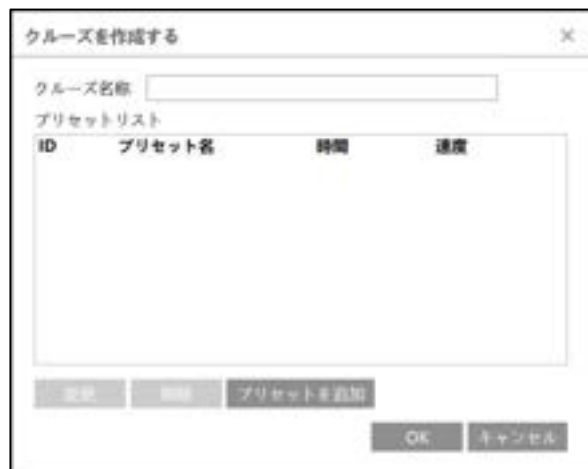 クルーズを作成する ×
クルーズ名称
プリセットリスト
ID プリセット名 時間 速度
変更 削除 プリセットを追加
OK キャンセル